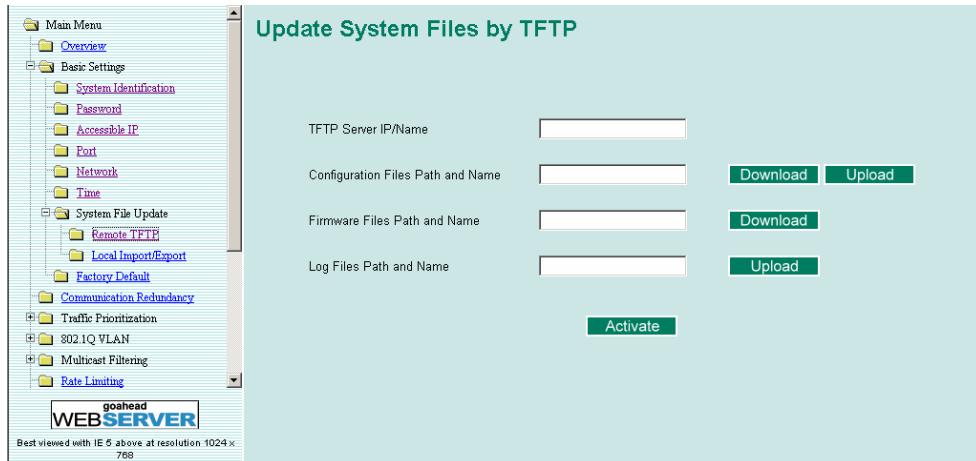 Main Menu
Overview
Basic Settings
System Identification
Password
Accessible IP
Port
Network
Time
System File Update
Remote TFTP
Local Import/Export
Factory Default
Communication Redundancy
Traffic Prioritization
802.1Q VLAN
Multicast Filtering
Rate Limiting
goahead
WEBSERVER
Best viewed with IE 5 above at resolution 1024 x
768
Update System Files by TFTP
TFTP Server IP/Name
Configuration Files Path and Name Download Upload
Firmware Files Path and Name Download
Log Files Path and Name Upload
Activate